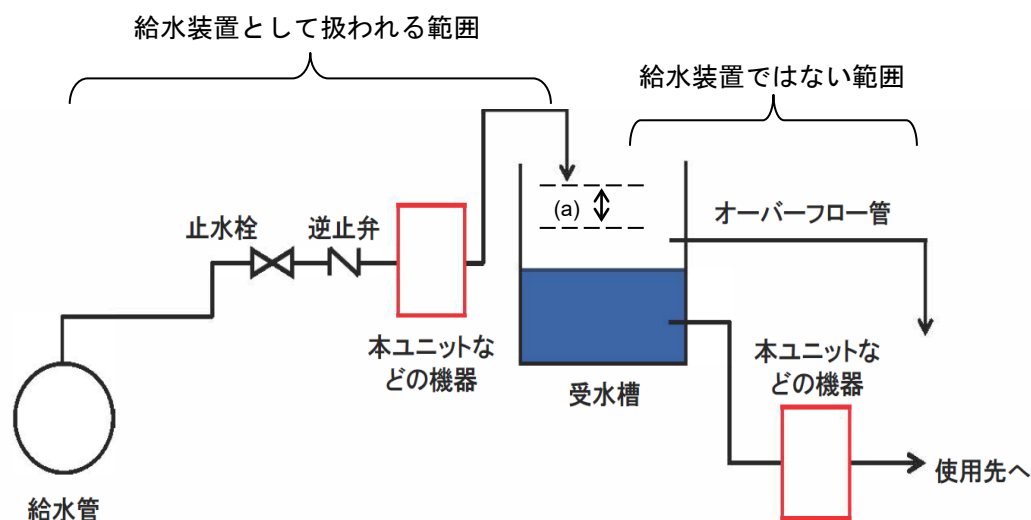 給水装置として扱われる範囲
給水装置ではない範囲
(a)
オーバーフロー管
止水栓
逆止弁
本ユニットな
どの機器
受水槽
本ユニットな
どの機器
使用先へ
給水管